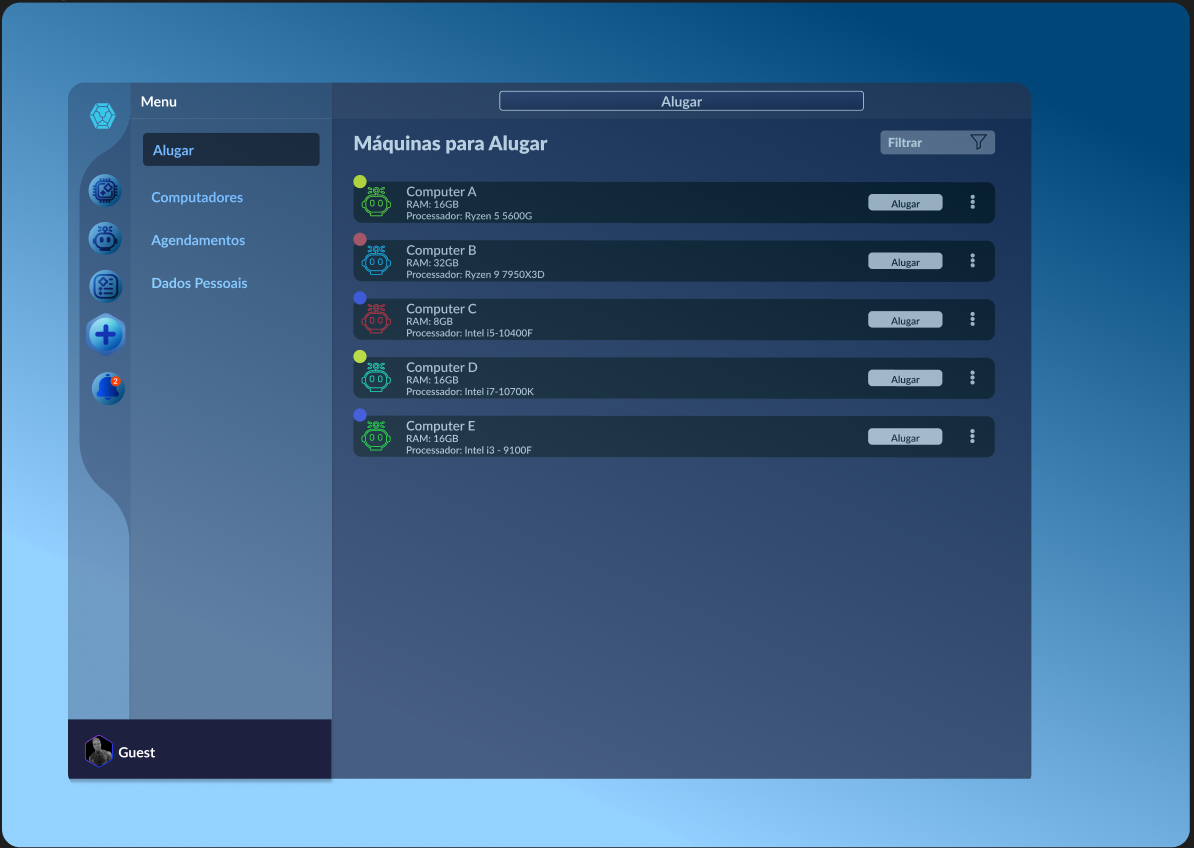 Menu
Alugar
Alugar
Computadores
Agendamentos
Dados Pessoais
2
Guest
Máquinas para Alugar
Filtrar
Computer A
RAM: 16GB
Processador: Ryzen 5 5600G
Alugar
Computer B
RAM: 32GB
Processador: Ryzen 9 7950X3D
Alugar
Computer C
RAM: 8GB
Processador: Intel i5-10400F
Alugar
Computer D
RAM: 16GB
Processador: Intel i7-10700K
Alugar
Computer E
RAM: 16GB
Processador: Intel i3 - 9100F
Alugar